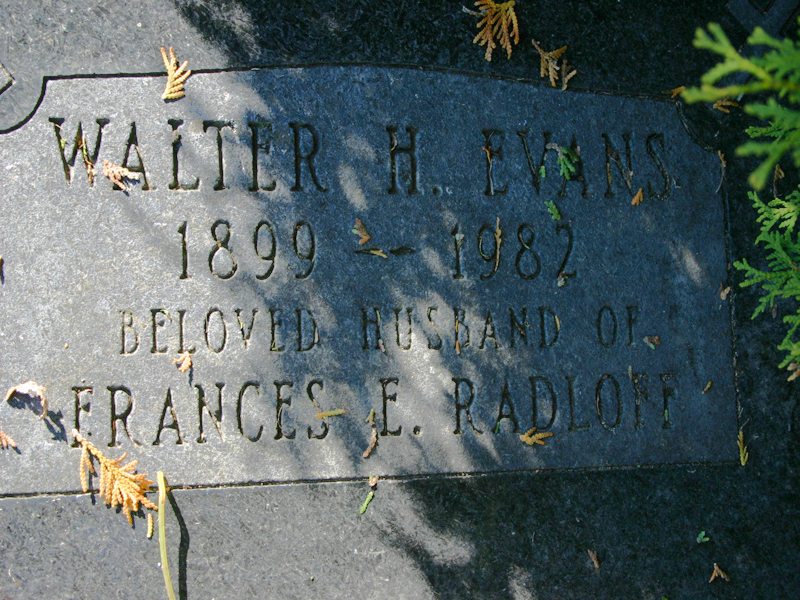 WALTER H. EVANS
1899 — 1982
BELOVED HUSBAND OF
FRANCES E. RADLOFF